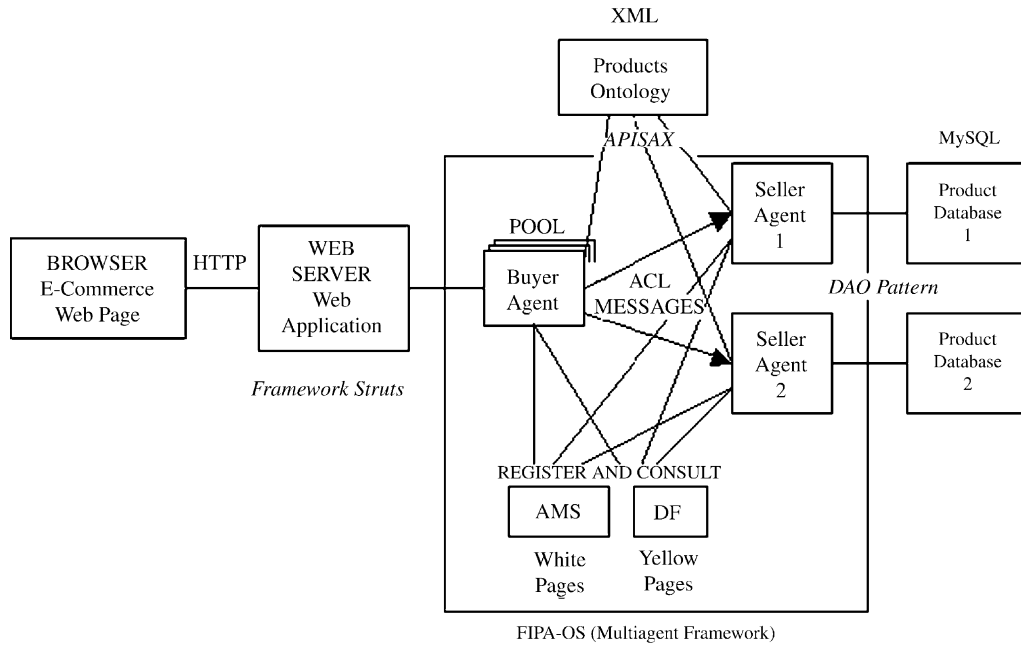 XML
Products
Ontology
APISAX
MySQL
Seller
Agent
1
Product
Database
1
POOL
BROWSER
E-Commerce
Web Page
HTTP
WEB
SERVER
Web
Application
Buyer
Agent
ACL
MESSAGES
DAO Pattern
Seller
Agent
2
Product
Database
2
Framework Struts
REGISTER AND CONSULT
AMS
DF
White
Pages
Yellow
Pages
FIPA-OS (Multiagent Framework)